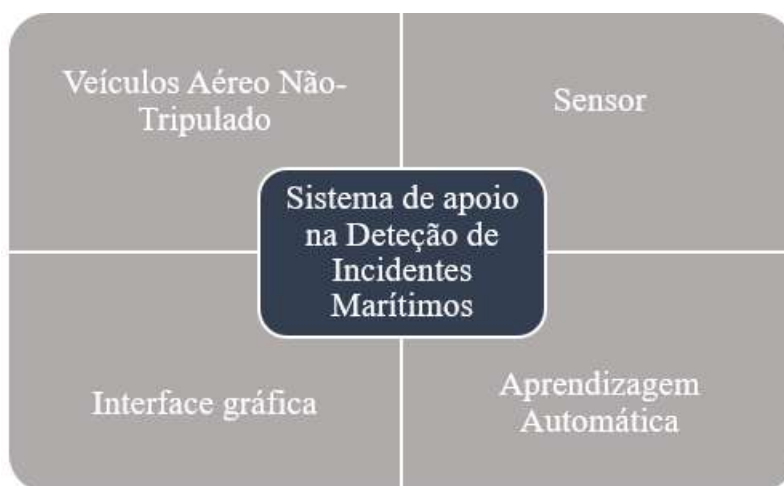 Veículos Aéreo Não-
Tripulado
Sensor
Sistema de apoio
na Deteção de
Incidentes
Marítimos
Interface gráfica
Aprendizagem
Automática